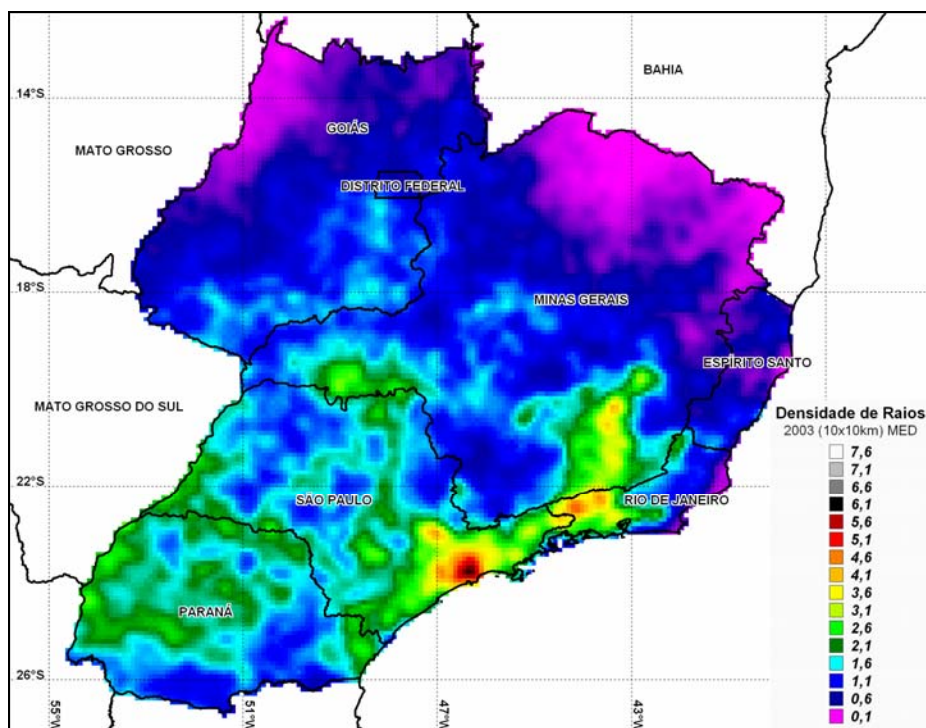 BAHIA
14°S
GOIÁS
MATO GROSSO
DISTRITO FEDERAL
18°S
MINAS GERAIS
ESPÍRITO SANTO
MATO GROSSO DO SUL
Densidade de Raios
2003 (10x10km) MED
7,6
7,1
6,6
6,1
5,6
5,1
4,6
4,1
3,6
3,1
2,6
2,1
1,6
1,1
0,6
0,1
22°S
SÃO PAULO
RIO DE JANEIRO
PARANÁ
26°S
55°W
51°W
47°W
43°W